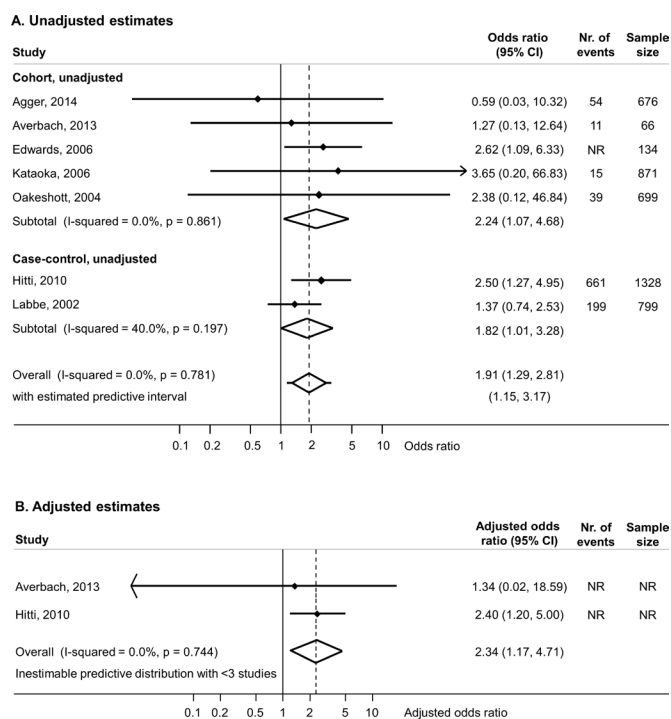 A. Unadjusted estimates
Study Odds ratio (95% CI) Nr. of events Sample size
Cohort, unadjusted
Agger, 2014 0.59 (0.03, 10.32) 54 676
Averbach, 2013 1.27 (0.13, 12.64) 11 66
Edwards, 2006 2.62 (1.09, 6.33) NR 134
Kataoka, 2006 3.65 (0.20, 66.83) 15 871
Oakeshott, 2004 2.38 (0.12, 46.84) 39 699
Subtotal (I-squared = 0.0%, p = 0.861) 2.24 (1.07, 4.68)
Case-control, unadjusted
Hitti, 2010 2.50 (1.27, 4.95) 661 1328
Labbe, 2002 1.37 (0.74, 2.53) 199 799
Subtotal (I-squared = 40.0%, p = 0.197) 1.82 (1.01, 3.28)
Overall (I-squared = 0.0%, p = 0.781) 1.91 (1.29, 2.81)
with estimated predictive interval (1.15, 3.17)
0.1 0.2 0.5 1 2 5 10 Odds ratio
B. Adjusted estimates
Study Adjusted odds ratio (95% CI) Nr. of events Sample size
Averbach, 2013 1.34 (0.02, 18.59) NR NR
Hitti, 2010 2.40 (1.20, 5.00) NR NR
Overall (I-squared = 0.0%, p = 0.744) 2.34 (1.17, 4.71)
Inestimable predictive distribution with <3 studies
0.1 0.2 0.5 1 2 5 10 Adjusted odds ratio